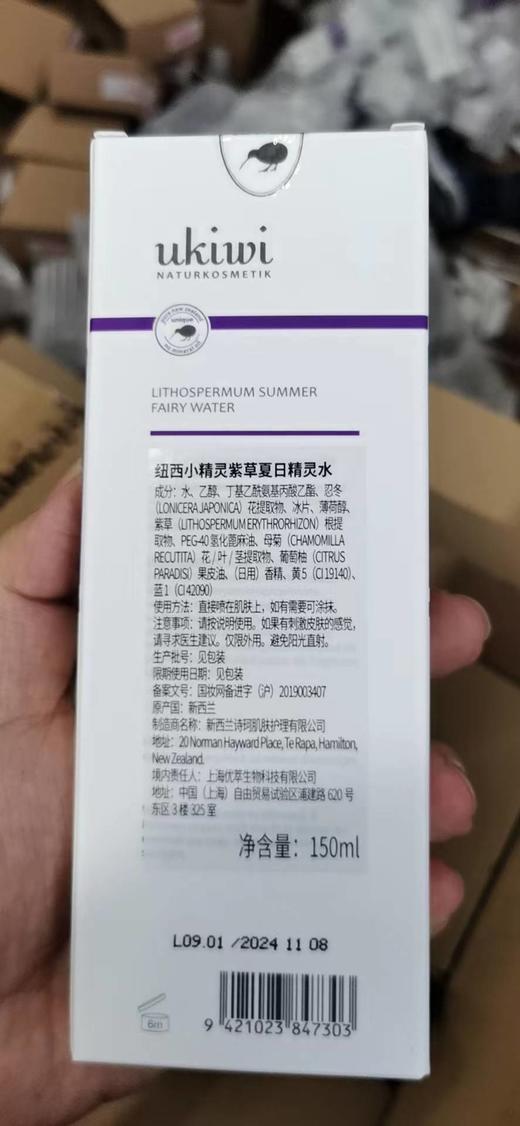 ukiwi
NATURKOSMETIK
unique
LITHOSPERMUM SUMMER
FAIRY WATER
纽西小精灵紫草夏日精灵水
成分：水、乙醇、丁基乙酰氨基丙酸乙酯、忍冬
（LONICERA JAPONICA）花提取物、冰片、薄荷醇、
紫草（LITHOSPERMUM ERYTHRORHIZON）根提
取物、PEG-40氢化蓖麻油、母菊（CHAMOMILLA
RECUTITA）花/叶/茎提取物、葡萄柚（CITRUS
PARADISI）果皮油、（日用）香精、黄5（CI 19140）、
蓝1（CI 42090）
使用方法：直接喷在肌肤上，如有需要可涂抹。
注意事项：请按说明使用。如果有刺激皮肤的感觉，
请寻求医生建议。仅限外用。避免阳光直射。
生产批号：见包装
限期使用日期：见包装
备案文号：国妆网备进字（沪）2019003407
原产国：新西兰
制造商名称：新西兰诗珂肌肤护理有限公司
地址：20 Norman Hayward Place, Te Rapa, Hamilton,
New Zealand.
境内责任人：上海优萃生物科技有限公司
地址：中国（上海）自由贸易试验区浦建路620号
东区3楼325室
净含量：150ml
L09.01 /2024 11 08
6m
9 421023 847303